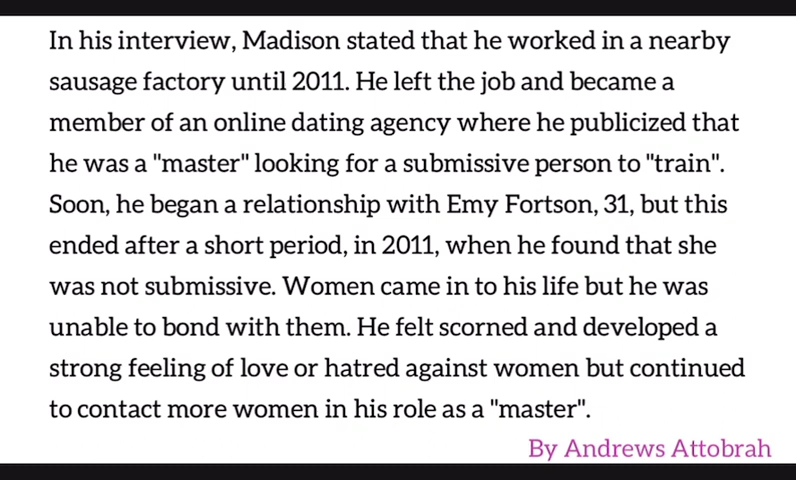 In his interview, Madison stated that he worked in a nearby
sausage factory until 2011. He left the job and became a
member of an online dating agency where he publicized that
he was a "master" looking for a submissive person to "train".
Soon, he began a relationship with Emy Fortson, 31, but this
ended after a short period, in 2011, when he found that she
was not submissive. Women came in to his life but he was
unable to bond with them. He felt scorned and developed a
strong feeling of love or hatred against women but continued
to contact more women in his role as a "master".
By Andrews Attobrah